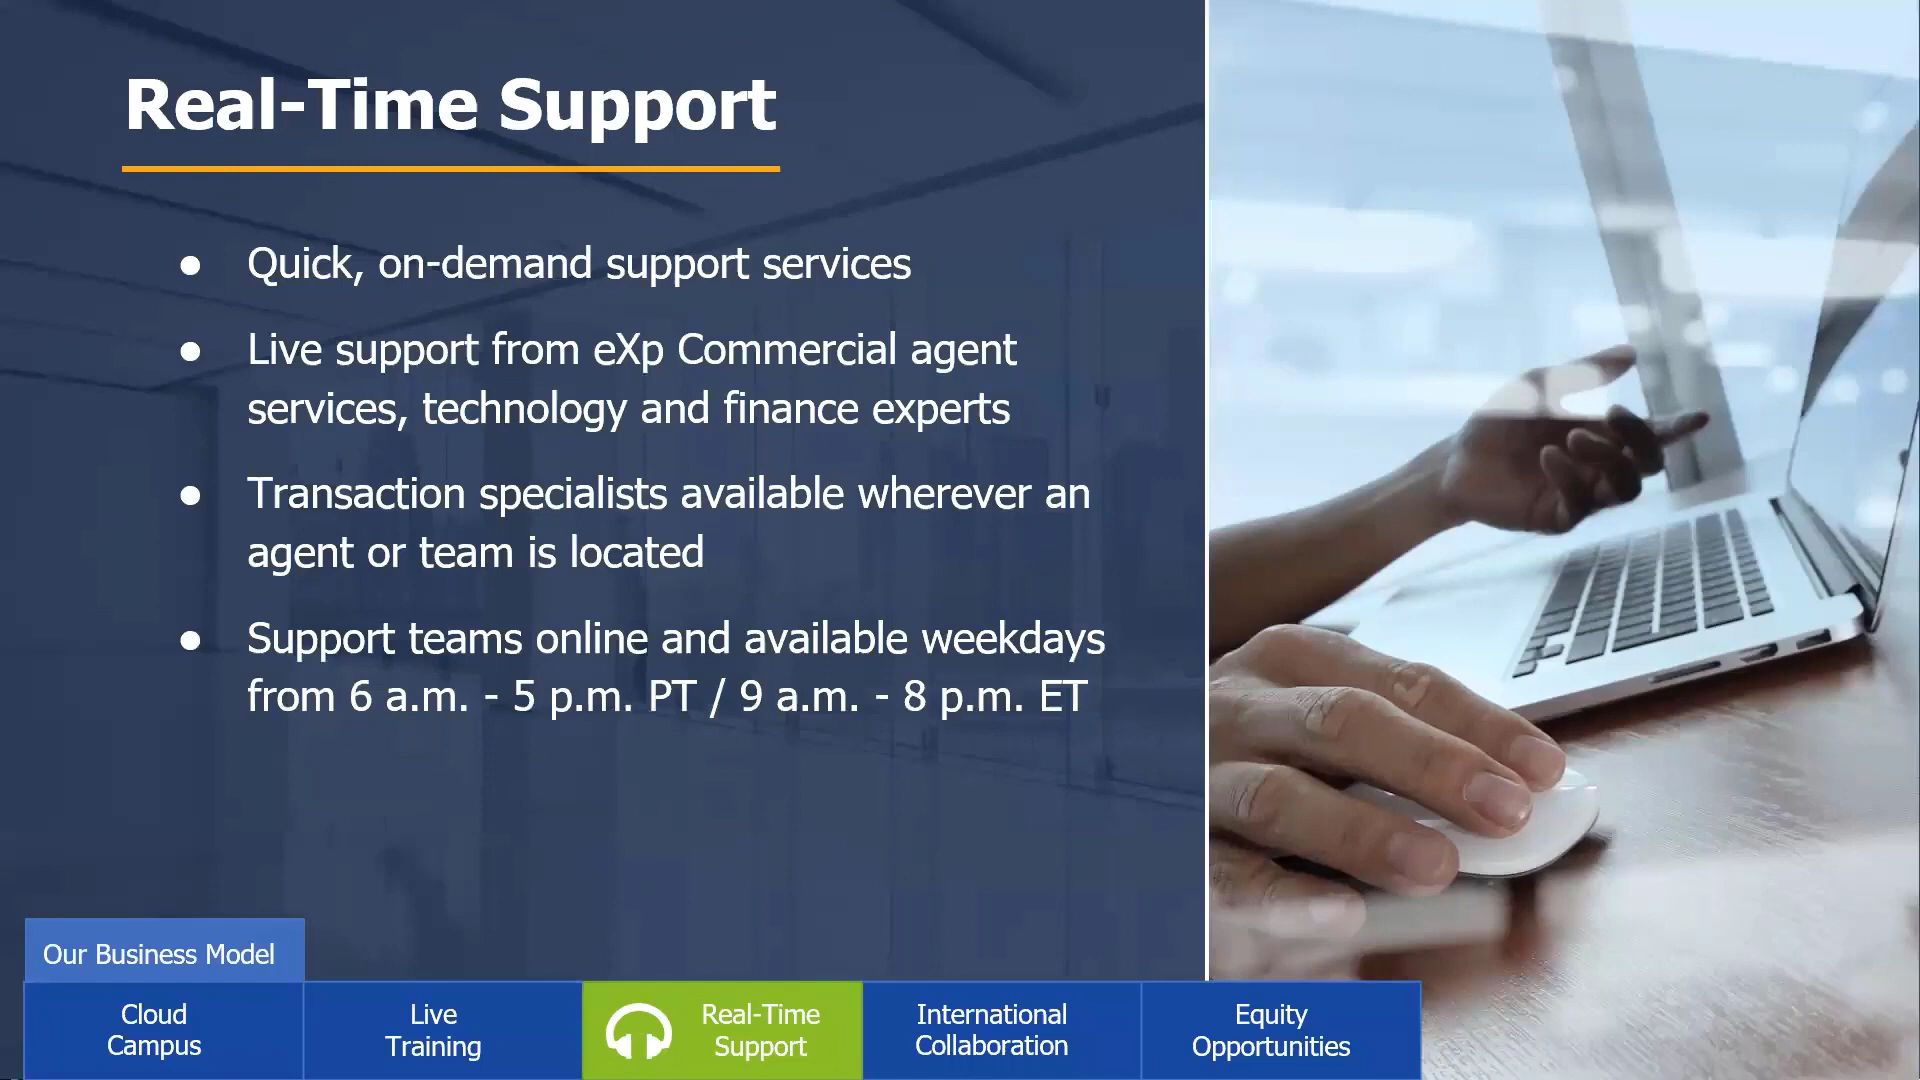 Real-Time Support
● Quick, on-demand support services
● Live support from eXp Commercial agent
services, technology and finance experts
● Transaction specialists available wherever an
agent or team is located
● Support teams online and available weekdays
from 6 a.m. - 5 p.m. PT / 9 a.m. - 8 p.m. ET
Our Business Model
Cloud
Campus
Live
Training
Real-Time
Support
International
Collaboration
Equity
Opportunities